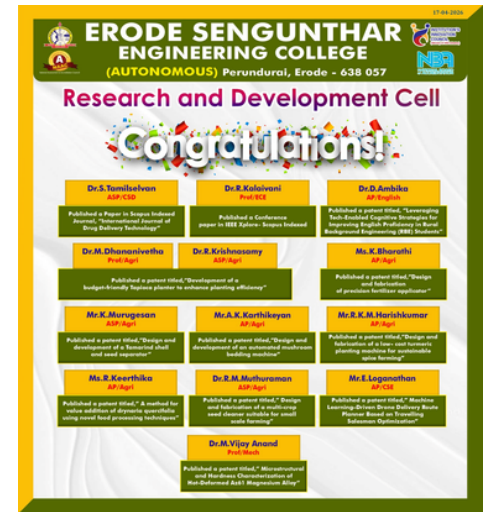 17-04-2026
ERODE SENGUNTHAR
ENGINEERING COLLEGE
(AUTONOMOUS) Perundurai, Erode - 638 057
NAAC
NBA
Research and Development Cell
Congratulations!
Dr.S.Tamilselvan
ASP/CSD
Published a Paper in Scopus Indexed
Journal, "International Journal of
Drug Delivery Technology"
Dr.R.Kalaivani
Prof/ECE
Published a Conference
paper in IEEE Xplore- Scopus Indexed
Dr.D.Ambika
AP/English
Published a patent titled, "Leveraging
Tech-Enabled Cognitive Strategies for
Improving English Proficiency in Rural
Background Engineering (RBE) Students"
Dr.M.Dhananivetha
Prof/Agri
Dr.R.Krishnasamy
ASP/Agri
Published a patent titled,"Development of a
budget-friendly Tapioca planter to enhance planting efficiency"
Ms.K.Bharathi
AP/Agri
Published a patent titled,"Design
and fabrication
of precision fertilizer applicator"
Mr.K.Murugesan
ASP/Agri
Published a patent titled,"Design and
development of a Tamarind shell
and seed separator"
Mr.A.K.Karthikeyan
AP/Agri
Published a patent titled,"Design and
development of an automated mushroom
bedding machine"
Mr.R.K.M.Harishkumar
AP/Agri
Published a patent titled,"Design and
fabrication of a low- cost turmeric
planting machine for sustainable
spice farming"
Ms.R.Keerthika
AP/Agri
Published a patent titled," A method for
value addition of drynaria quercifolia
using novel food processing techniques"
Dr.R.M.Muthuraman
ASP/Agri
Published a patent titled," Design
and fabrication of a multi-crop
seed cleaner suitable for small
scale farming"
Mr.E.Loganathan
AP/CSE
Published a patent titled," Machine
Learning-Driven Drone Delivery Route
Planner Based on Travelling
Salesman Optimization"
Dr.M.Vijay Anand
Prof/Mech
Published a patent titled," Microstructural
and Hardness Characterization of
Hot-Deformed Az61 Magnesium Alloy"